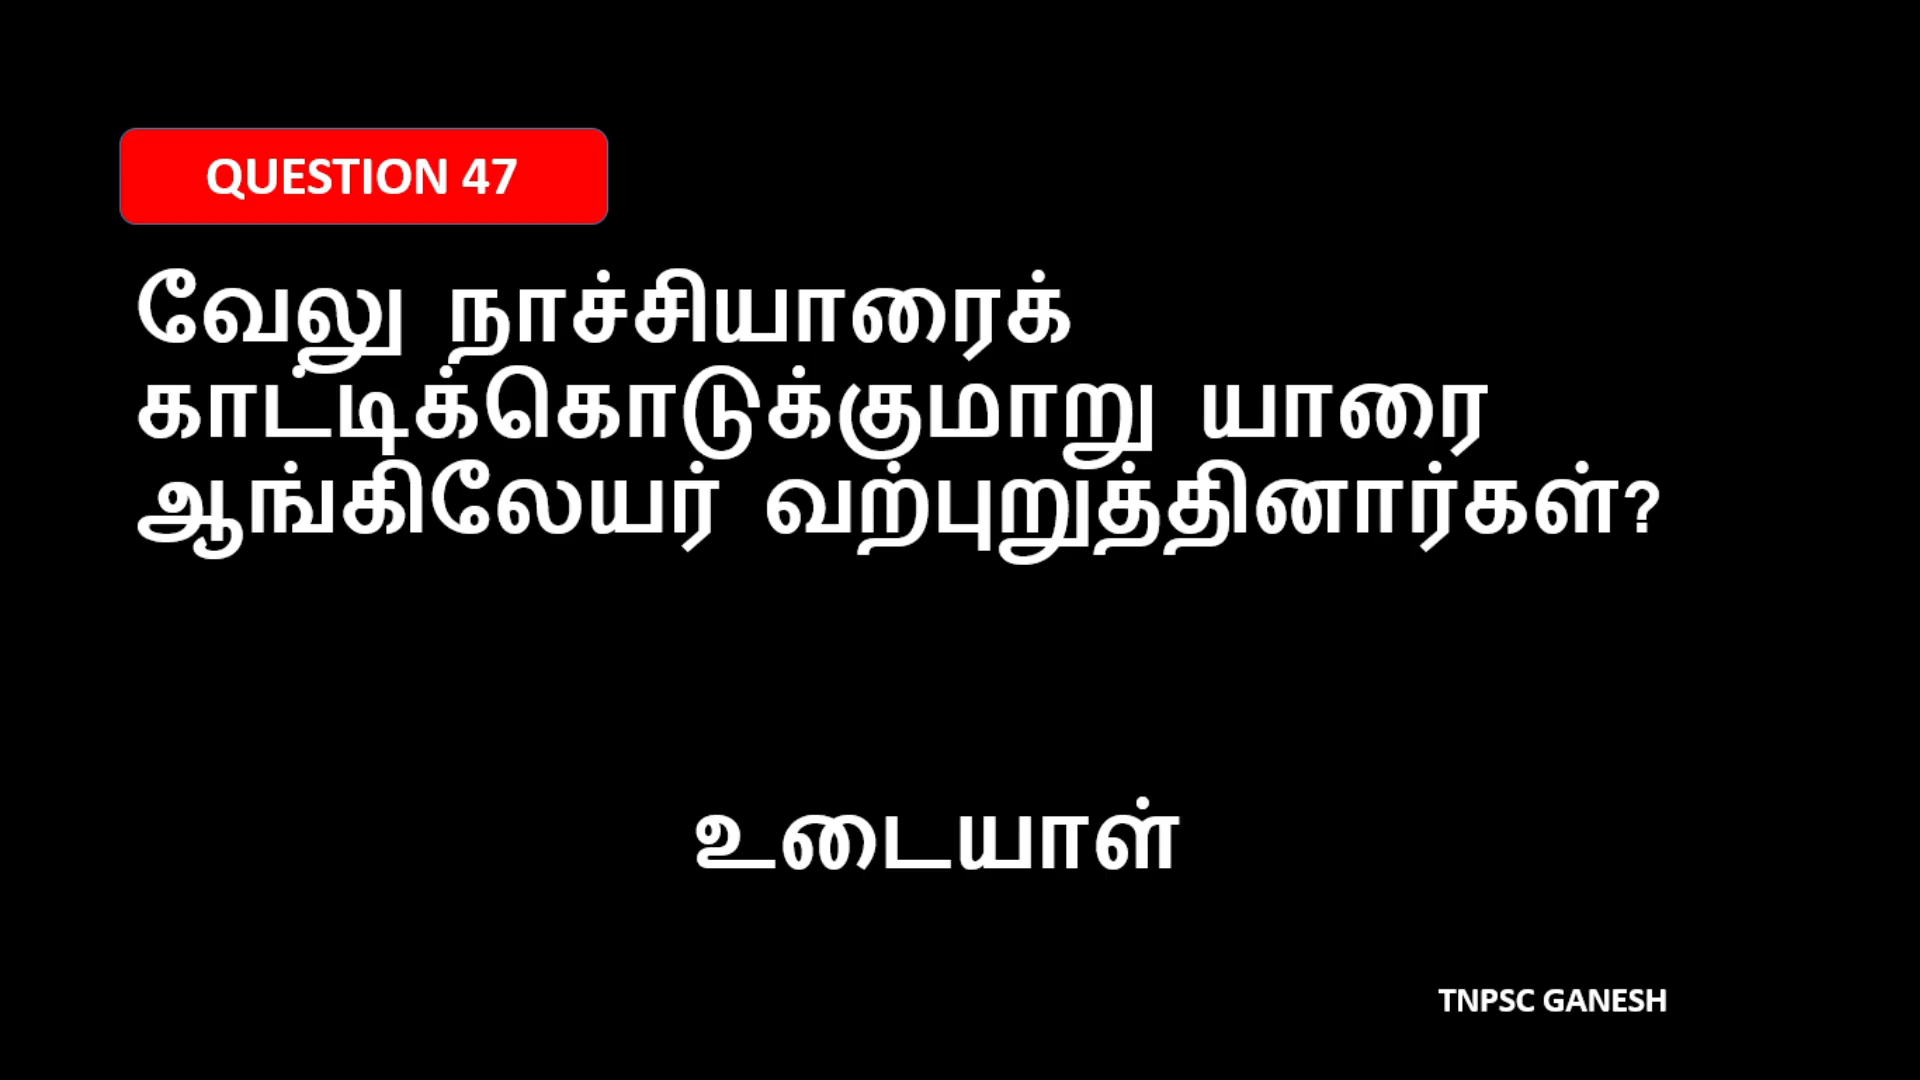 QUESTION 47
வேலு நாச்சியாரைக்
காட்டிக்கொடுக்குமாறு யாரை
ஆங்கிலேயர் வற்புறுத்தினார்கள்?
உடையாள்
TNPSC GANESH